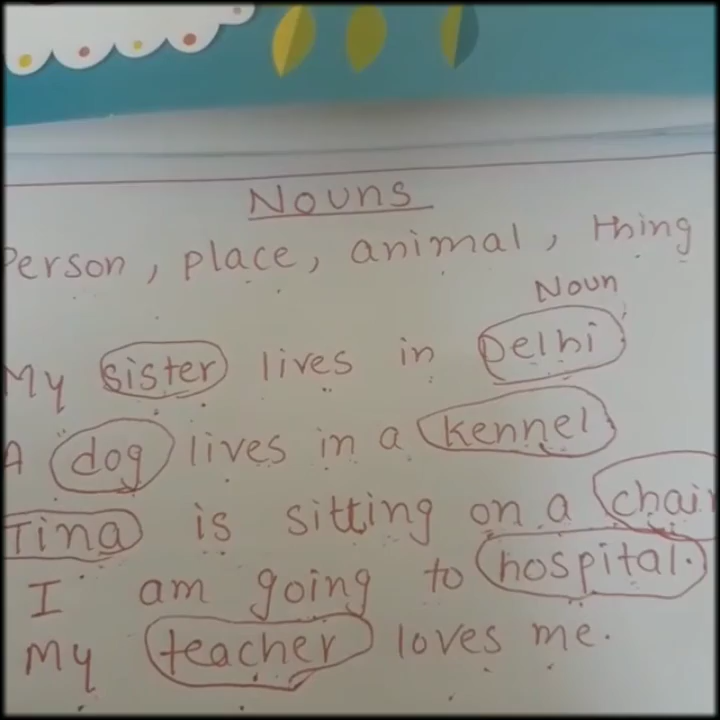 Nouns
Person, place, animal, thing
Noun
My sister lives in Delhi
A dog lives in a kennel
Tina is sitting on a chair
I am going to hospital.
My teacher loves me.